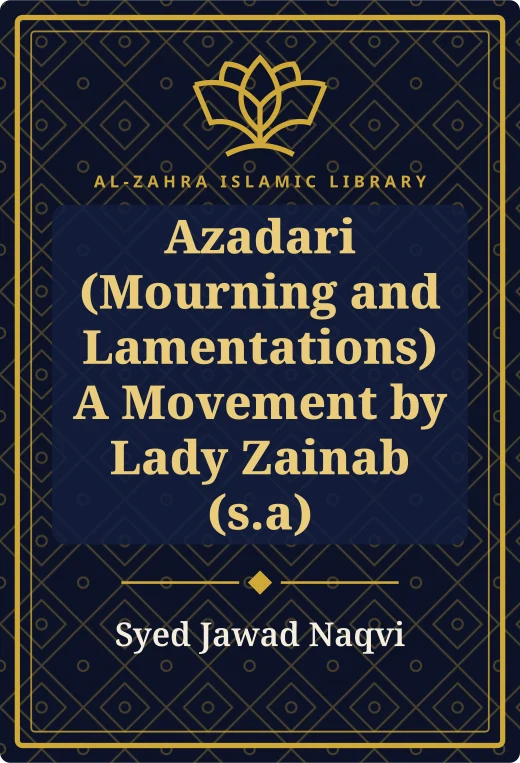 AL-ZAHRA ISLAMIC LIBRARY
Azadari
(Mourning and
Lamentations)
A Movement by
Lady Zainab
(s.a)
Syed Jawad Naqvi